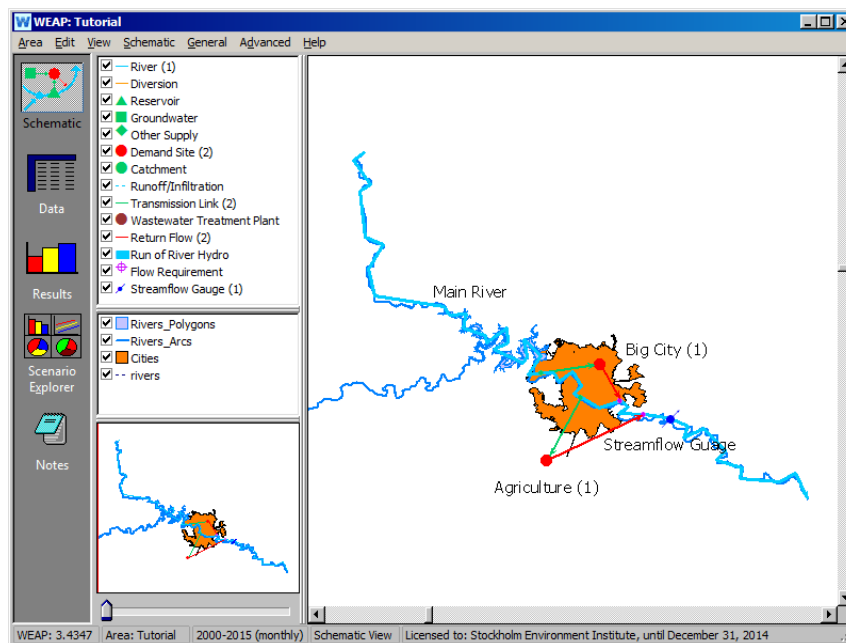 W WEAP: Tutorial
Area Edit View Schematic General Advanced Help
Schematic
Data
Results
Scenario
Explorer
Notes
River (1)
Diversion
Reservoir
Groundwater
Other Supply
Demand Site (2)
Catchment
Runoff/Infiltration
Transmission Link (2)
Wastewater Treatment Plant
Return Flow (2)
Run of River Hydro
Flow Requirement
Streamflow Gauge (1)
Rivers_Polygons
Rivers_Arcs
Cities
rivers
Main River
Big City (1)
Streamflow Guage
Agriculture (1)
WEAP: 3.4347 Area: Tutorial 2000-2015 (monthly) Schematic View Licensed to: Stockholm Environment Institute, until December 31, 2014